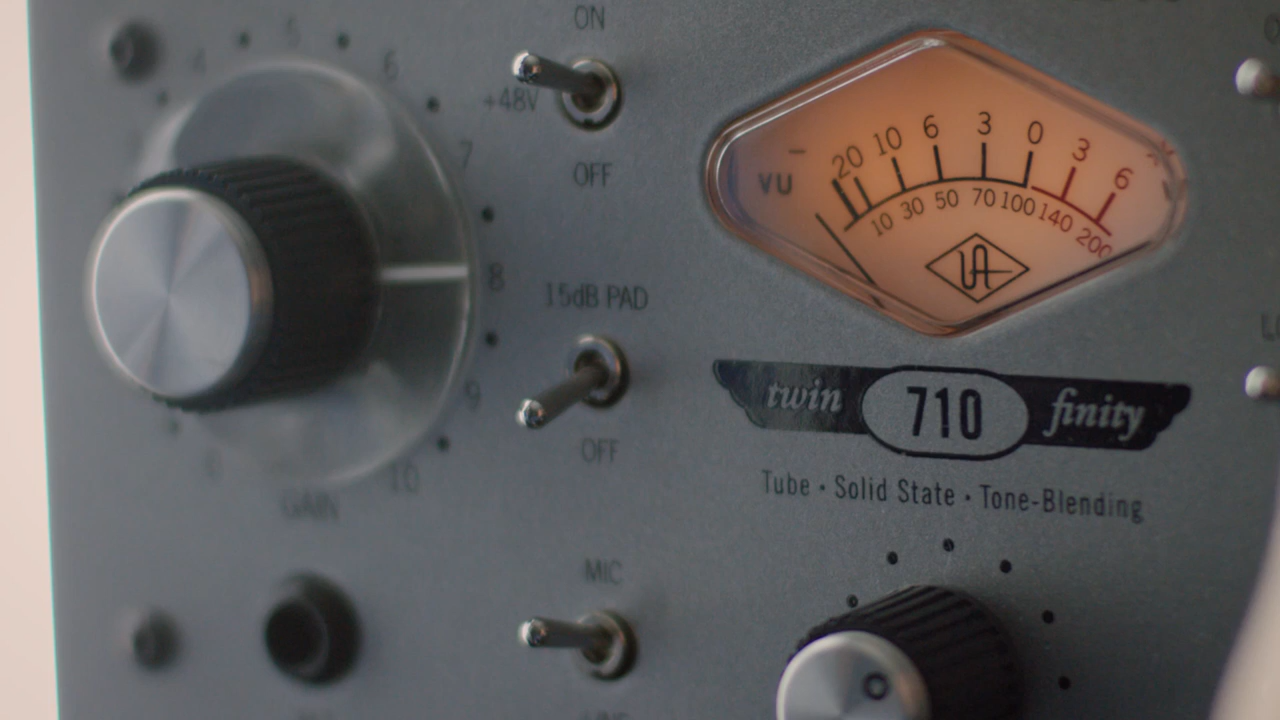 ON
+48V
OFF
4 5 6 7 8 9 10
0
GAIN
15dB PAD
OFF
MIC
- VU 20 10 6 3 0 3 6
10 30 50 70 100 140 200
UA
twin 710 finity
Tube • Solid State • Tone-Blending